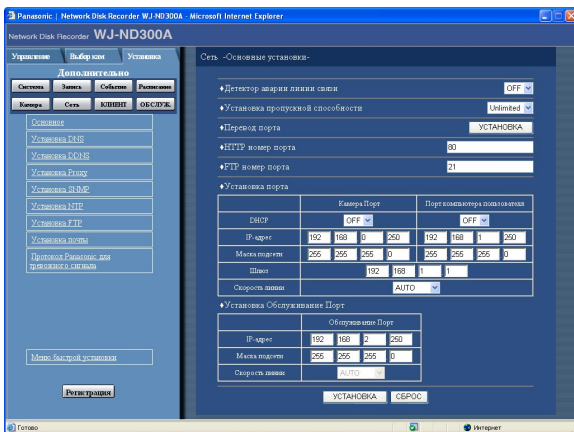 Panasonic | Network Disk Recorder WJ-ND300A - Microsoft Internet Explorer
Network Disk Recorder WJ-ND300A
Управление Выбор кам Установка
Дополнительно
Система Запись Событие Расписание
Камера Сеть КЛИЕНТ ОБСЛУЖ.
Основное
Установка DNS
Установка DDNS
Установка Proxy
Установка SNMP
Установка NTP
Установка FTP
Установка почты
Протокол Panasonic для
тревожного сигнала
Меню быстрой установки
Регистрация
Сеть -Основные установки-
♦Детектор аварии линии связи OFF
♦Установка пропускной способности Unlimited
♦Перевод порта УСТАНОВКА
♦HTTP номер порта 80
♦FTP номер порта 21
♦Установка порта
Камера Порт Порт компьютера пользователя
DHCP OFF OFF
IP-адрес 192 168 0 250 192 168 1 250
Маска подсети 255 255 255 0 255 255 255 0
Шлюз 192 168 1 1
Скорость линии AUTO
♦Установка Обслуживание Порт
Обслуживание Порт
IP-адрес 192 168 2 250
Маска подсети 255 255 255 0
Скорость линии AUTO
УСТАНОВКА СБРОС
Готово Интернет